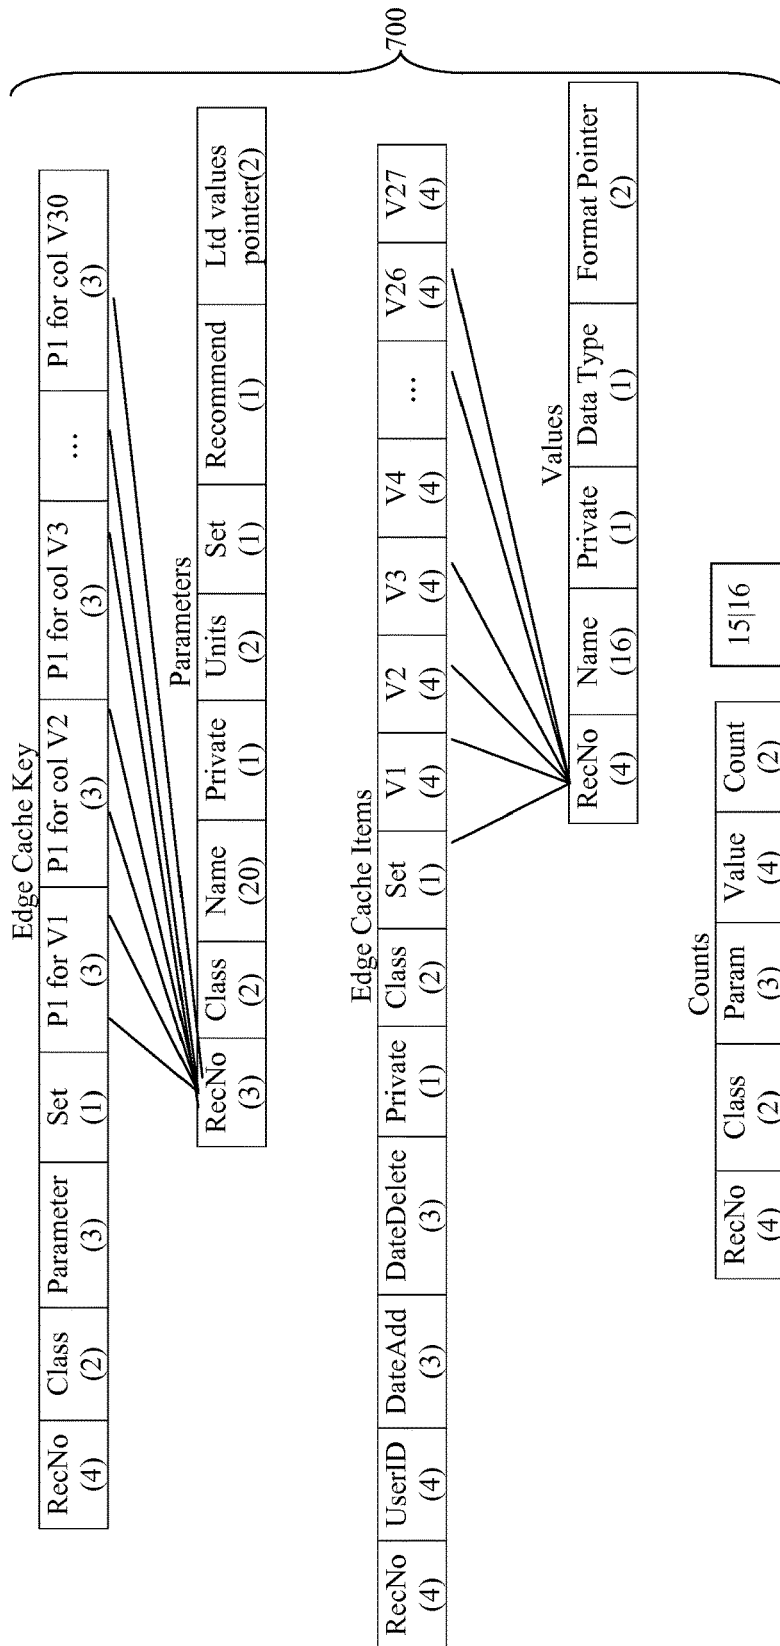 Edge Cache Key
RecNo (4)
Class (2)
Parameter (3)
Set (1)
P1 for V1 (3)
P1 for col V2 (3)
P1 for col V3 (3)
...
P1 for col V30 (3)
Parameters
RecNo (3)
Class (2)
Name (20)
Private (1)
Units (2)
Set (1)
Recommend (1)
Ltd values
pointer(2)
700
Edge Cache Items
RecNo (4)
UserID (4)
DateAdd (3)
DateDelete (3)
Private (1)
Class (2)
Set (1)
V1 (4)
V2 (4)
V3 (4)
V4 (4)
...
V26 (4)
V27 (4)
Values
RecNo (4)
Name (16)
Private (1)
Data Type (1)
Format Pointer (2)
Counts
RecNo (4)
Class (2)
Param (3)
Value (4)
Count (2)
15|16